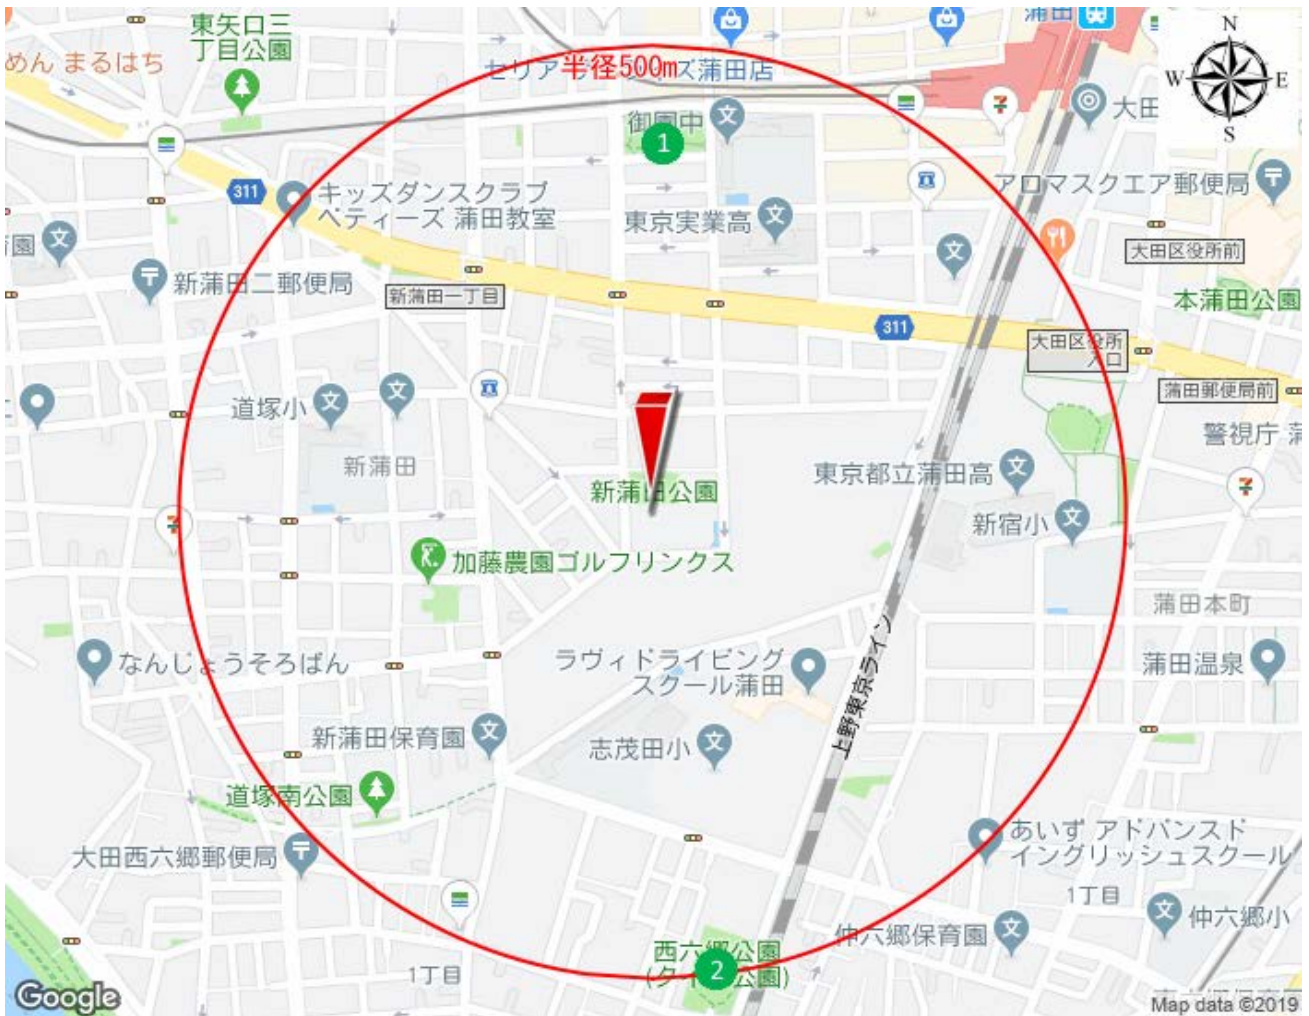 東矢口三
丁目公園
めん まるはち
半径500m
蒲田
N
W
E
S
御園中
1
大田
311
キッズダンスクラブ
ベティーズ 蒲田教室
東京実業高
アロマスクエア郵便局
園
新蒲田二郵便局
新蒲田一丁目
大田区役所前
本蒲田公園
311
大田区役所
入口
蒲田郵便局前
道塚小
警視庁 蒲
新蒲田
東京都立蒲田高
新蒲田公園
新宿小
加藤農園ゴルフリンクス
蒲田本町
なんじょうそろばん
ラヴィドライビング
スクール蒲田
蒲田温泉
上野東京ライン
新蒲田保育園
志茂田小
道塚南公園
大田西六郷郵便局
あいず アドバンスド
イングリッシュスクール
1丁目
仲六郷小
仲六郷保育園
西六郷公園
2
1丁目
Google
Map data ©2019